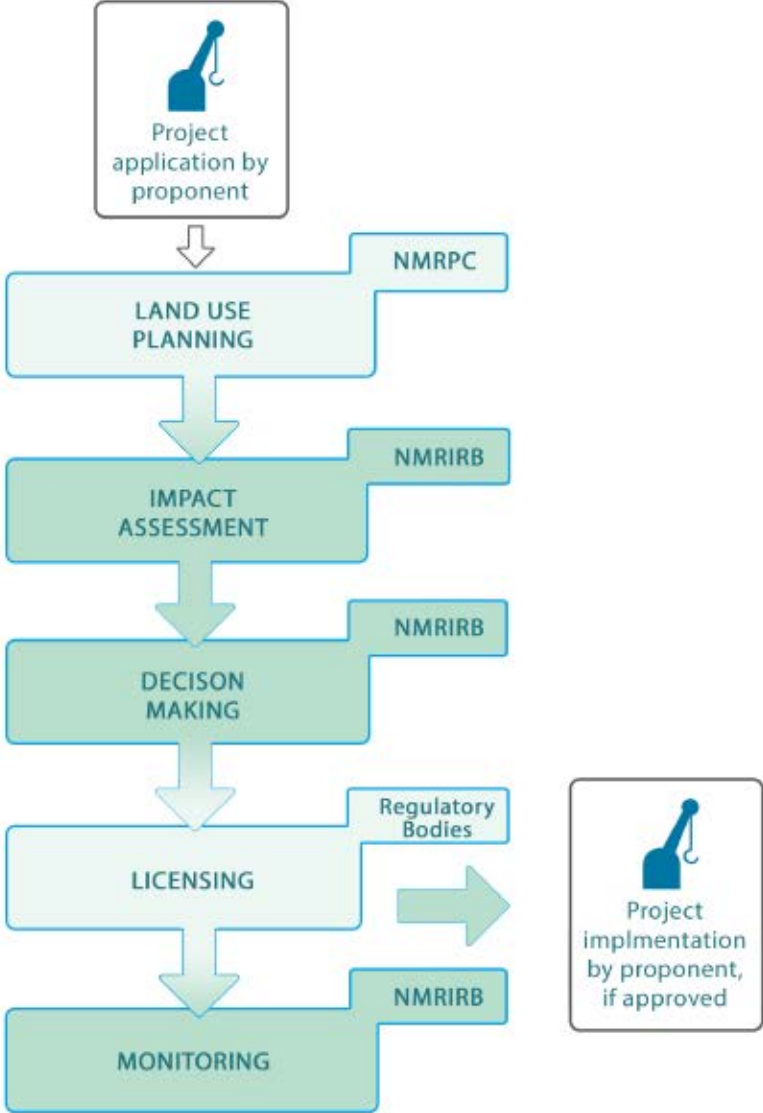 Project
application by
proponent
NMRPC
LAND USE
PLANNING
NMRIRB
IMPACT
ASSESSMENT
NMRIRB
DECISON
MAKING
Regulatory
Bodies
LICENSING
Project
implmentation
by proponent,
if approved
NMRIRB
MONITORING